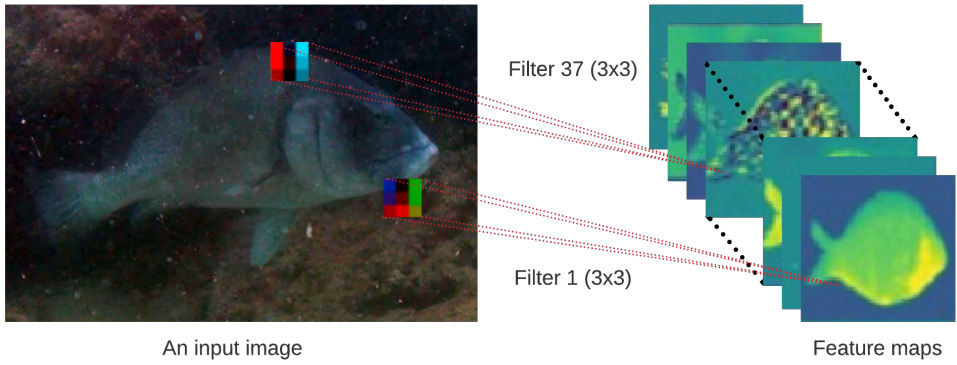 Filter 37 (3x3)
Filter 1 (3x3)
An input image
Feature maps